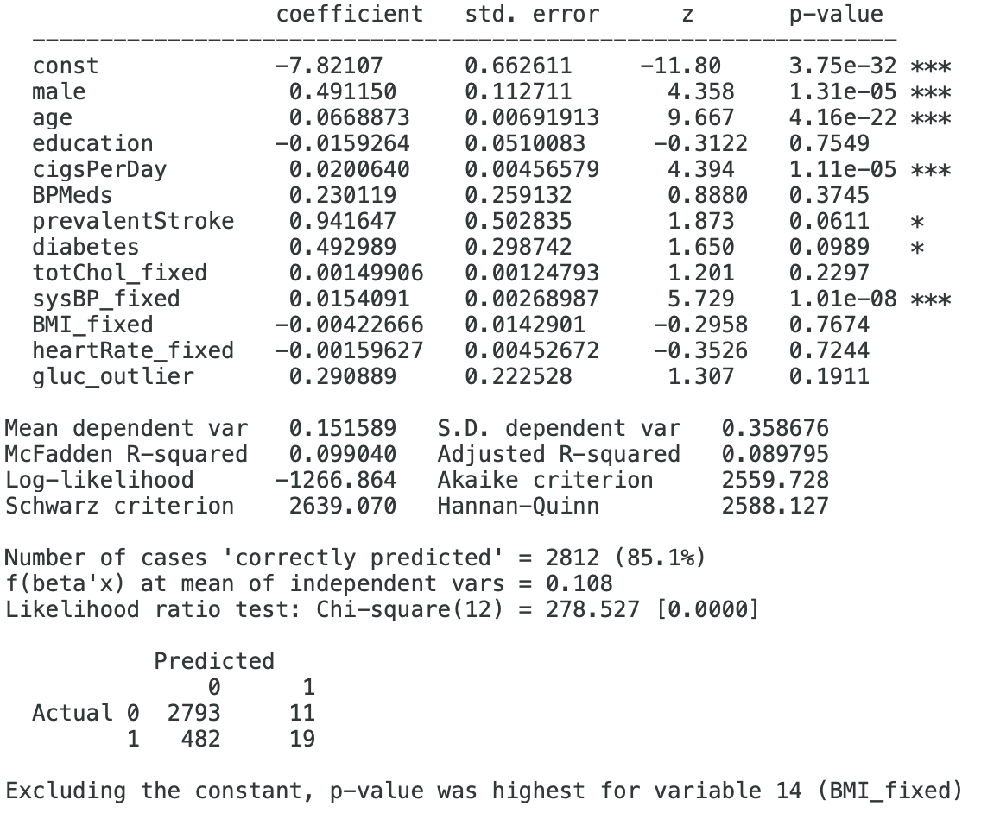 coefficient std. error z p-value
-------------------------------------------------------------------
const −7.82107 0.662611 −11.80 3.75e−32 ***
male 0.491150 0.112711 4.358 1.31e−05 ***
age 0.0668873 0.00691913 9.667 4.16e−22 ***
education −0.0159264 0.0510083 −0.3122 0.7549
cigsPerDay 0.0200640 0.00456579 4.394 1.11e−05 ***
BPMeds 0.230119 0.259132 0.8880 0.3745
prevalentStroke 0.941647 0.502835 1.873 0.0611 *
diabetes 0.492989 0.298742 1.650 0.0989 *
totChol_fixed 0.00149906 0.00124793 1.201 0.2297
sysBP_fixed 0.0154091 0.00268987 5.729 1.01e−08 ***
BMI_fixed −0.00422666 0.0142901 −0.2958 0.7674
heartRate_fixed −0.00159627 0.00452672 −0.3526 0.7244
gluc_outlier 0.290889 0.222528 1.307 0.1911
Mean dependent var 0.151589 S.D. dependent var 0.358676
McFadden R-squared 0.099040 Adjusted R-squared 0.089795
Log-likelihood −1266.864 Akaike criterion 2559.728
Schwarz criterion 2639.070 Hannan-Quinn 2588.127
Number of cases 'correctly predicted' = 2812 (85.1%)
f(beta'x) at mean of independent vars = 0.108
Likelihood ratio test: Chi-square(12) = 278.527 [0.0000]
Predicted
0 1
Actual 0 2793 11
1 482 19
Excluding the constant, p-value was highest for variable 14 (BMI_fixed)